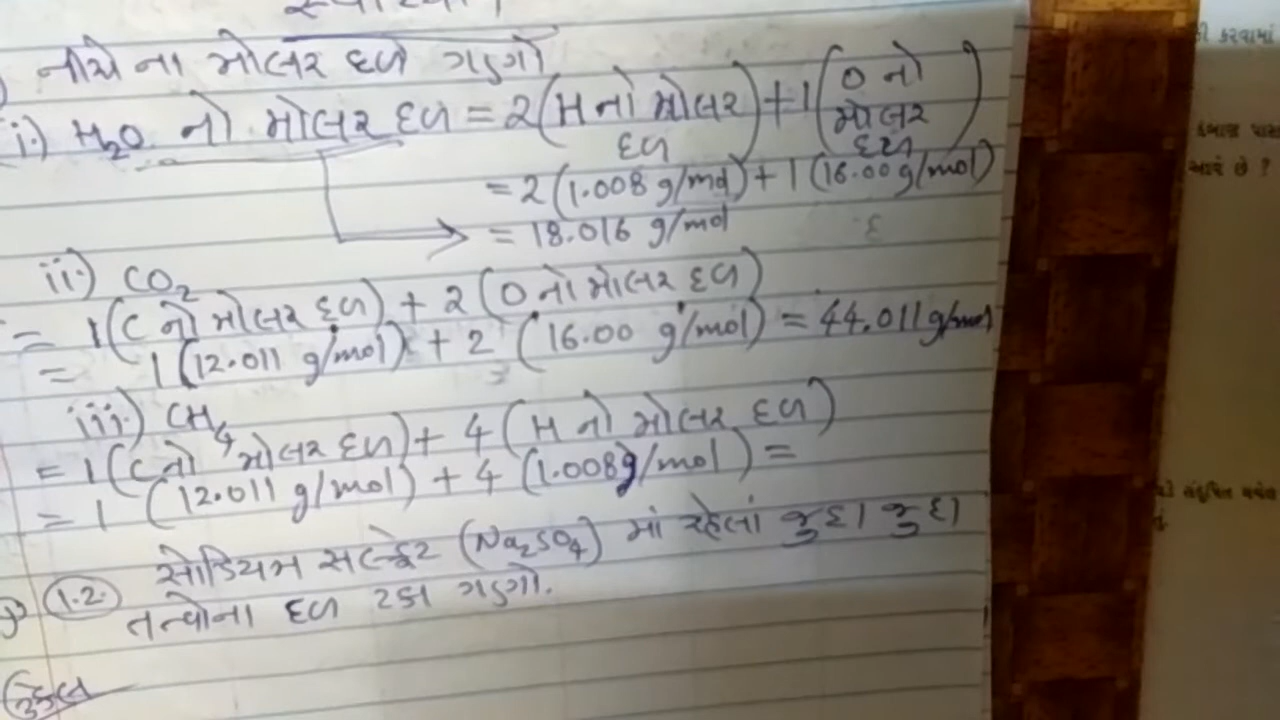 નીચે ના મોલર દળ ગણો
i.) H₂O નો મોલર દળ = 2 (H નો મોલર દળ) + 1 (O નો મોલર દળ)
= 2 (1.008 g/mol) + 1 (16.00 g/mol)
= 18.016 g/mol
ii.) CO₂
= 1 (C નો મોલર દળ) + 2 (O નો મોલર દળ)
= 1 (12.011 g/mol) + 2 (16.00 g/mol) = 44.011 g/mol
iii.) CH₄
= 1 (C નો મોલર દળ) + 4 (H નો મોલર દળ)
= 1 (12.011 g/mol) + 4 (1.008 g/mol) =
1.2. સોડિયમ સલ્ફેટ (Na₂SO₄) માં રહેલાં જુદા જુદા
તત્વોના દળ ટકા ગણો.
ઉકેલ
કરવામાં
આવે છે ?